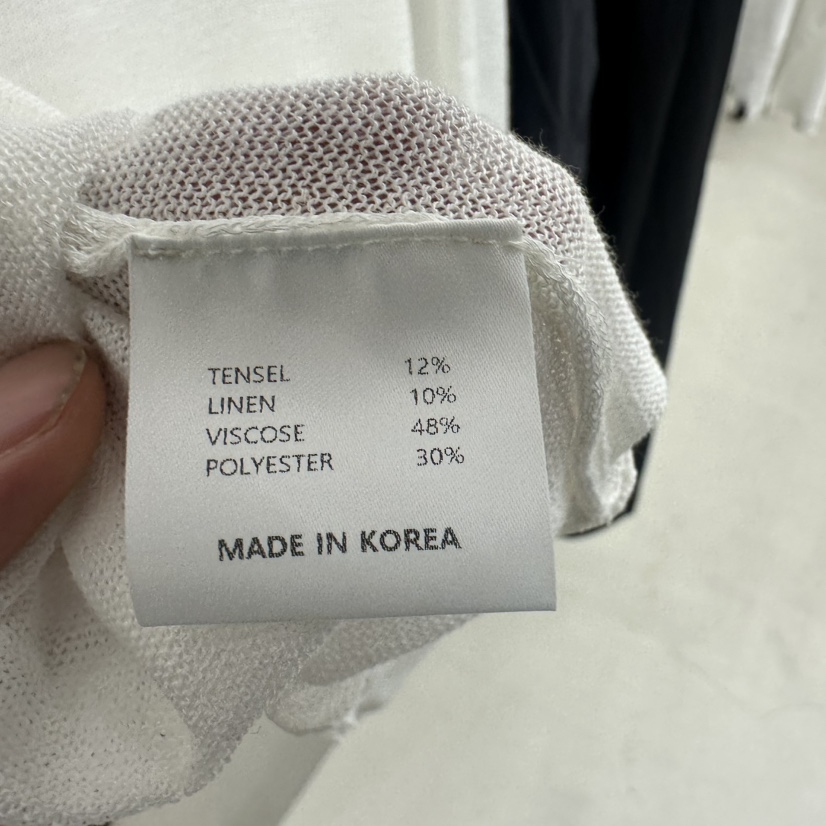 TENSEL 12%
LINEN 10%
VISCOSE 48%
POLYESTER 30%
MADE IN KOREA